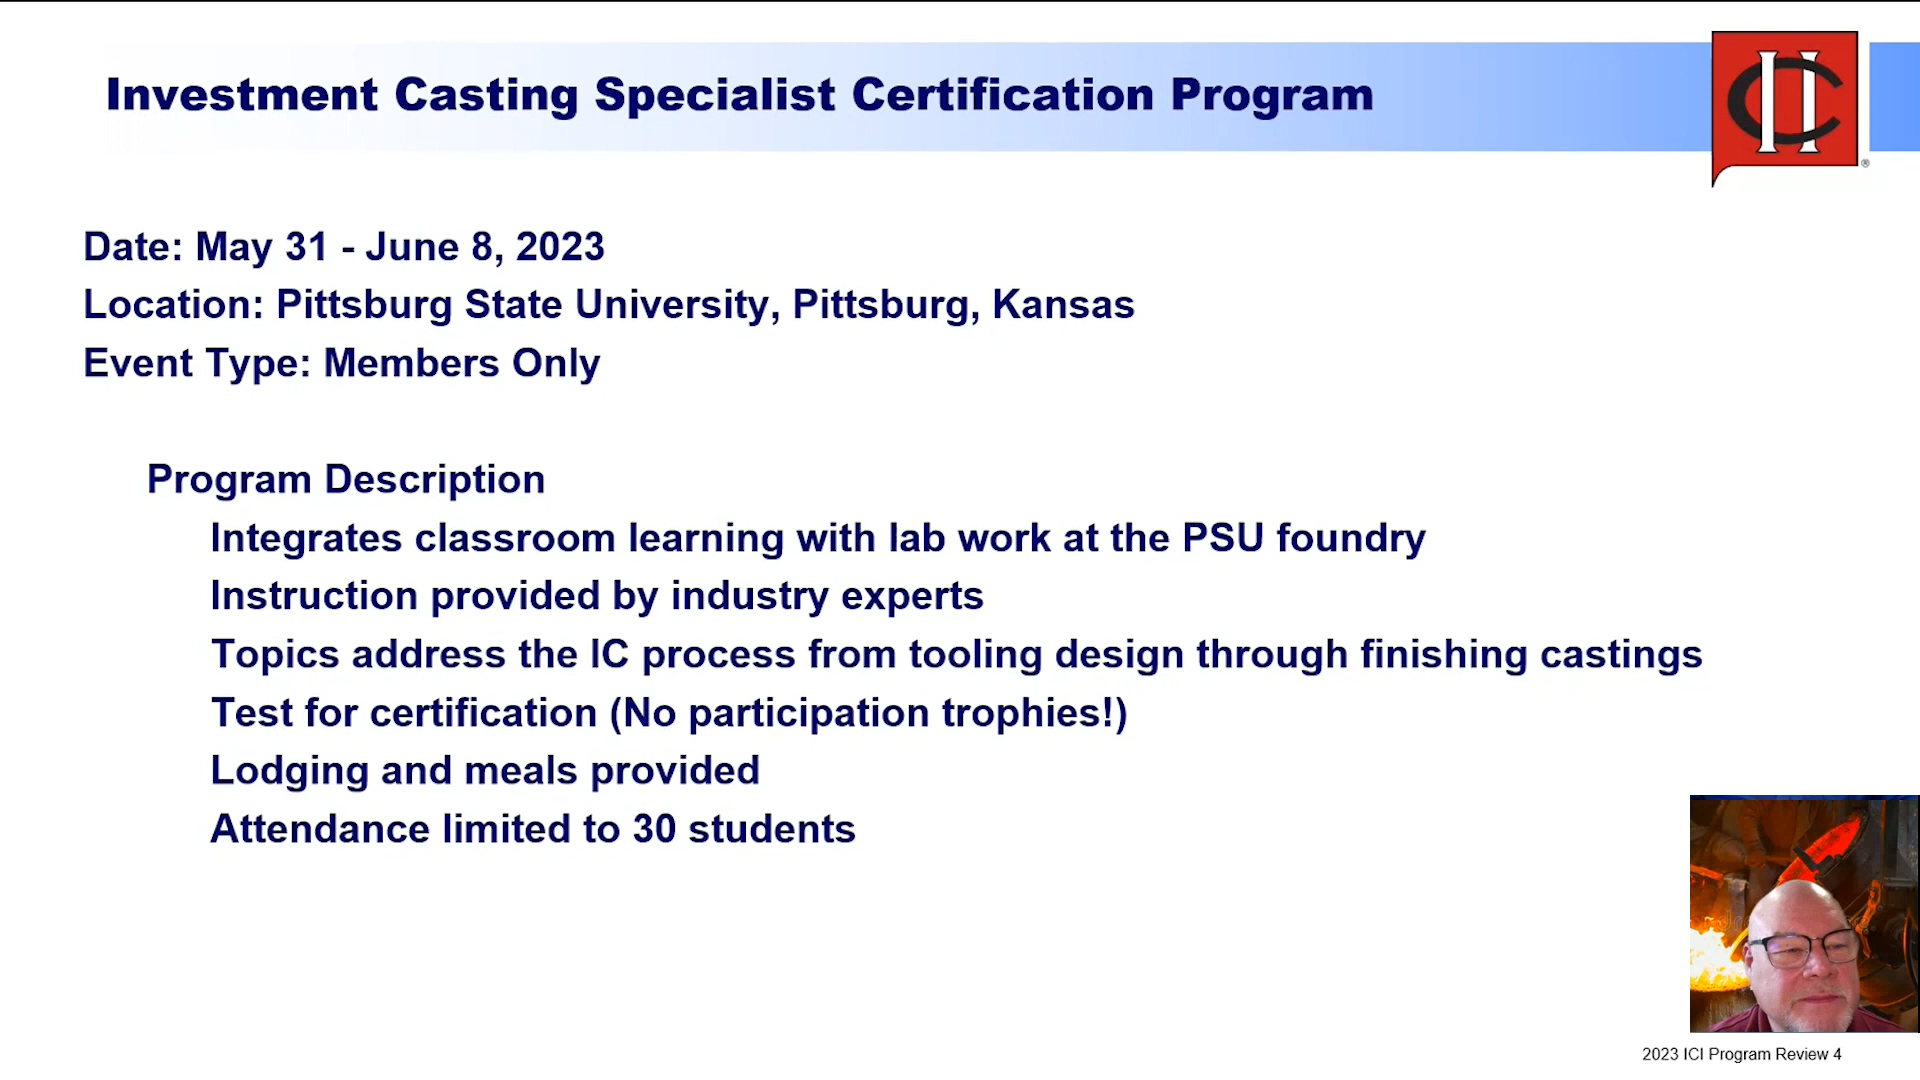 Investment Casting Specialist Certification Program
ICI
®
Date: May 31 - June 8, 2023
Location: Pittsburg State University, Pittsburg, Kansas
Event Type: Members Only
Program Description
Integrates classroom learning with lab work at the PSU foundry
Instruction provided by industry experts
Topics address the IC process from tooling design through finishing castings
Test for certification (No participation trophies!)
Lodging and meals provided
Attendance limited to 30 students
2023 ICI Program Review 4